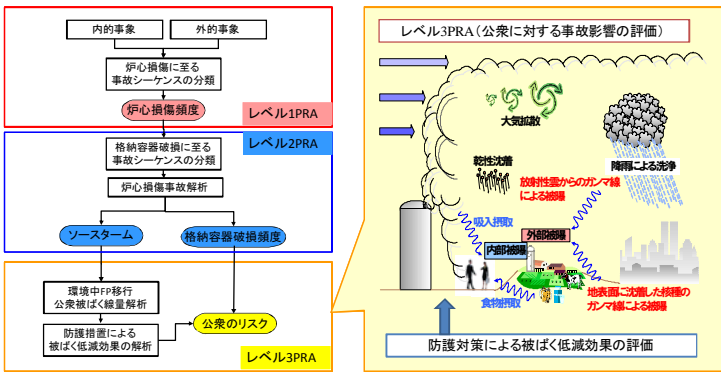 内的事象
外的事象
炉心損傷に至る
事故シーケンスの分類
炉心損傷頻度
レベル1PRA
レベル2PRA
格納容器破損に至る
事故シーケンスの分類
炉心損傷事故解析
ソースターム
格納容器破損頻度
環境中FP移行
公衆被ばく線量解析
防護措置による
被ばく低減効果の解析
公衆のリスク
レベル3PRA
レベル3PRA（公衆に対する事故影響の評価）
大気拡散
乾性沈着
降雨による洗浄
放射性雲からのガンマ線
による被曝
吸入摂取
外部被曝
内部被曝
食物摂取
地表面に沈着した核種の
ガンマ線による被曝
防護対策による被ばく低減効果の評価